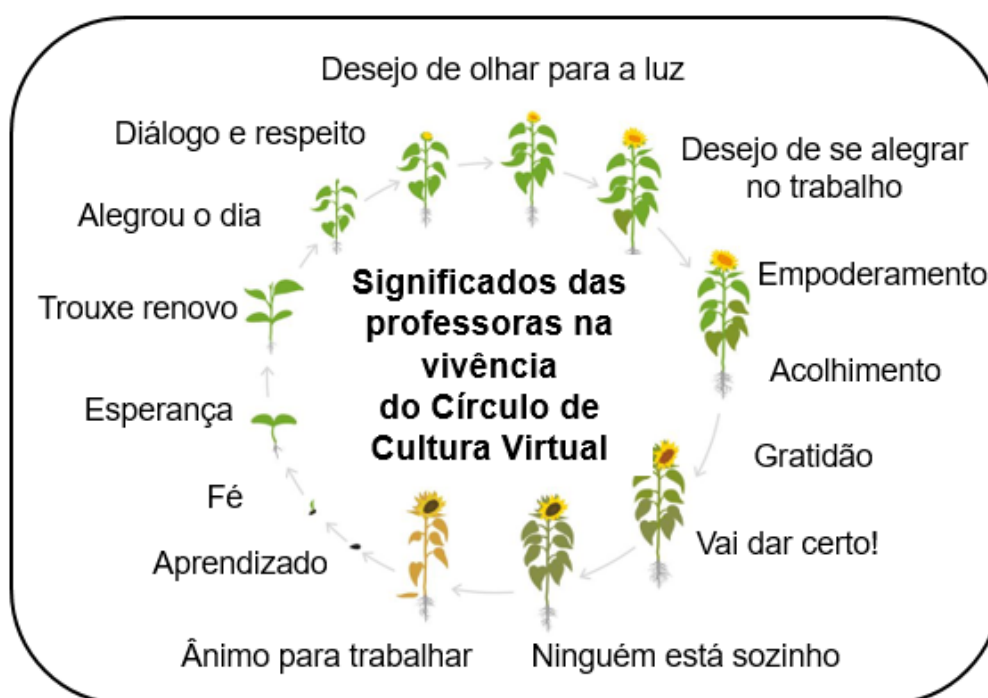 Desejo de olhar para a luz
Diálogo e respeito
Desejo de se alegrar
no trabalho
Alegrou o dia
Significados das
professoras na
vivência
do Círculo de
Cultura Virtual
Empoderamento
Trouxe renovo
Acolhimento
Esperança
Gratidão
Fé
Vai dar certo!
Aprendizado
Ânimo para trabalhar
Ninguém está sozinho